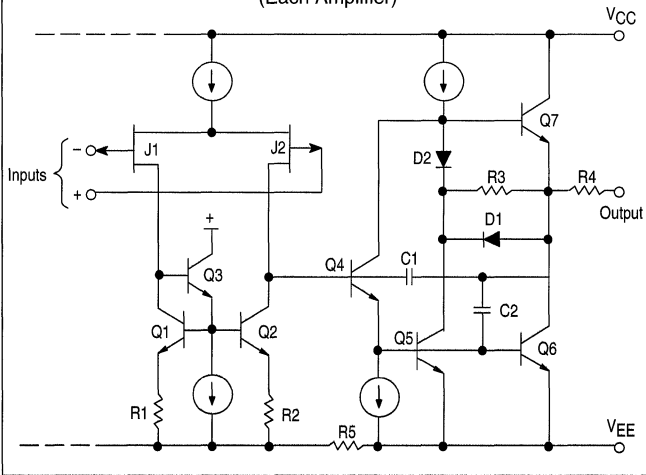 (Each Amplifier)
VCC
Q7
J1
J2
D2
Inputs
−
+
R3
R4
Output
+
D1
Q3
Q4
C1
C2
Q1
Q2
Q5
Q6
R1
R2
R5
VEE